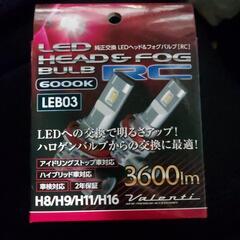 LED 純正交換 LEDヘッド&フォグバルブ [RC]
HEAD & FOG
BULB RC
6000K
LEB03
LEDへの交換で明るさアップ!
ハロゲンバルブからの交換に最適!
アイドリングストップ車対応
ハイブリッド車対応
車検対応 2年保証
3600lm
H8/H9/H11/H16
Valenti